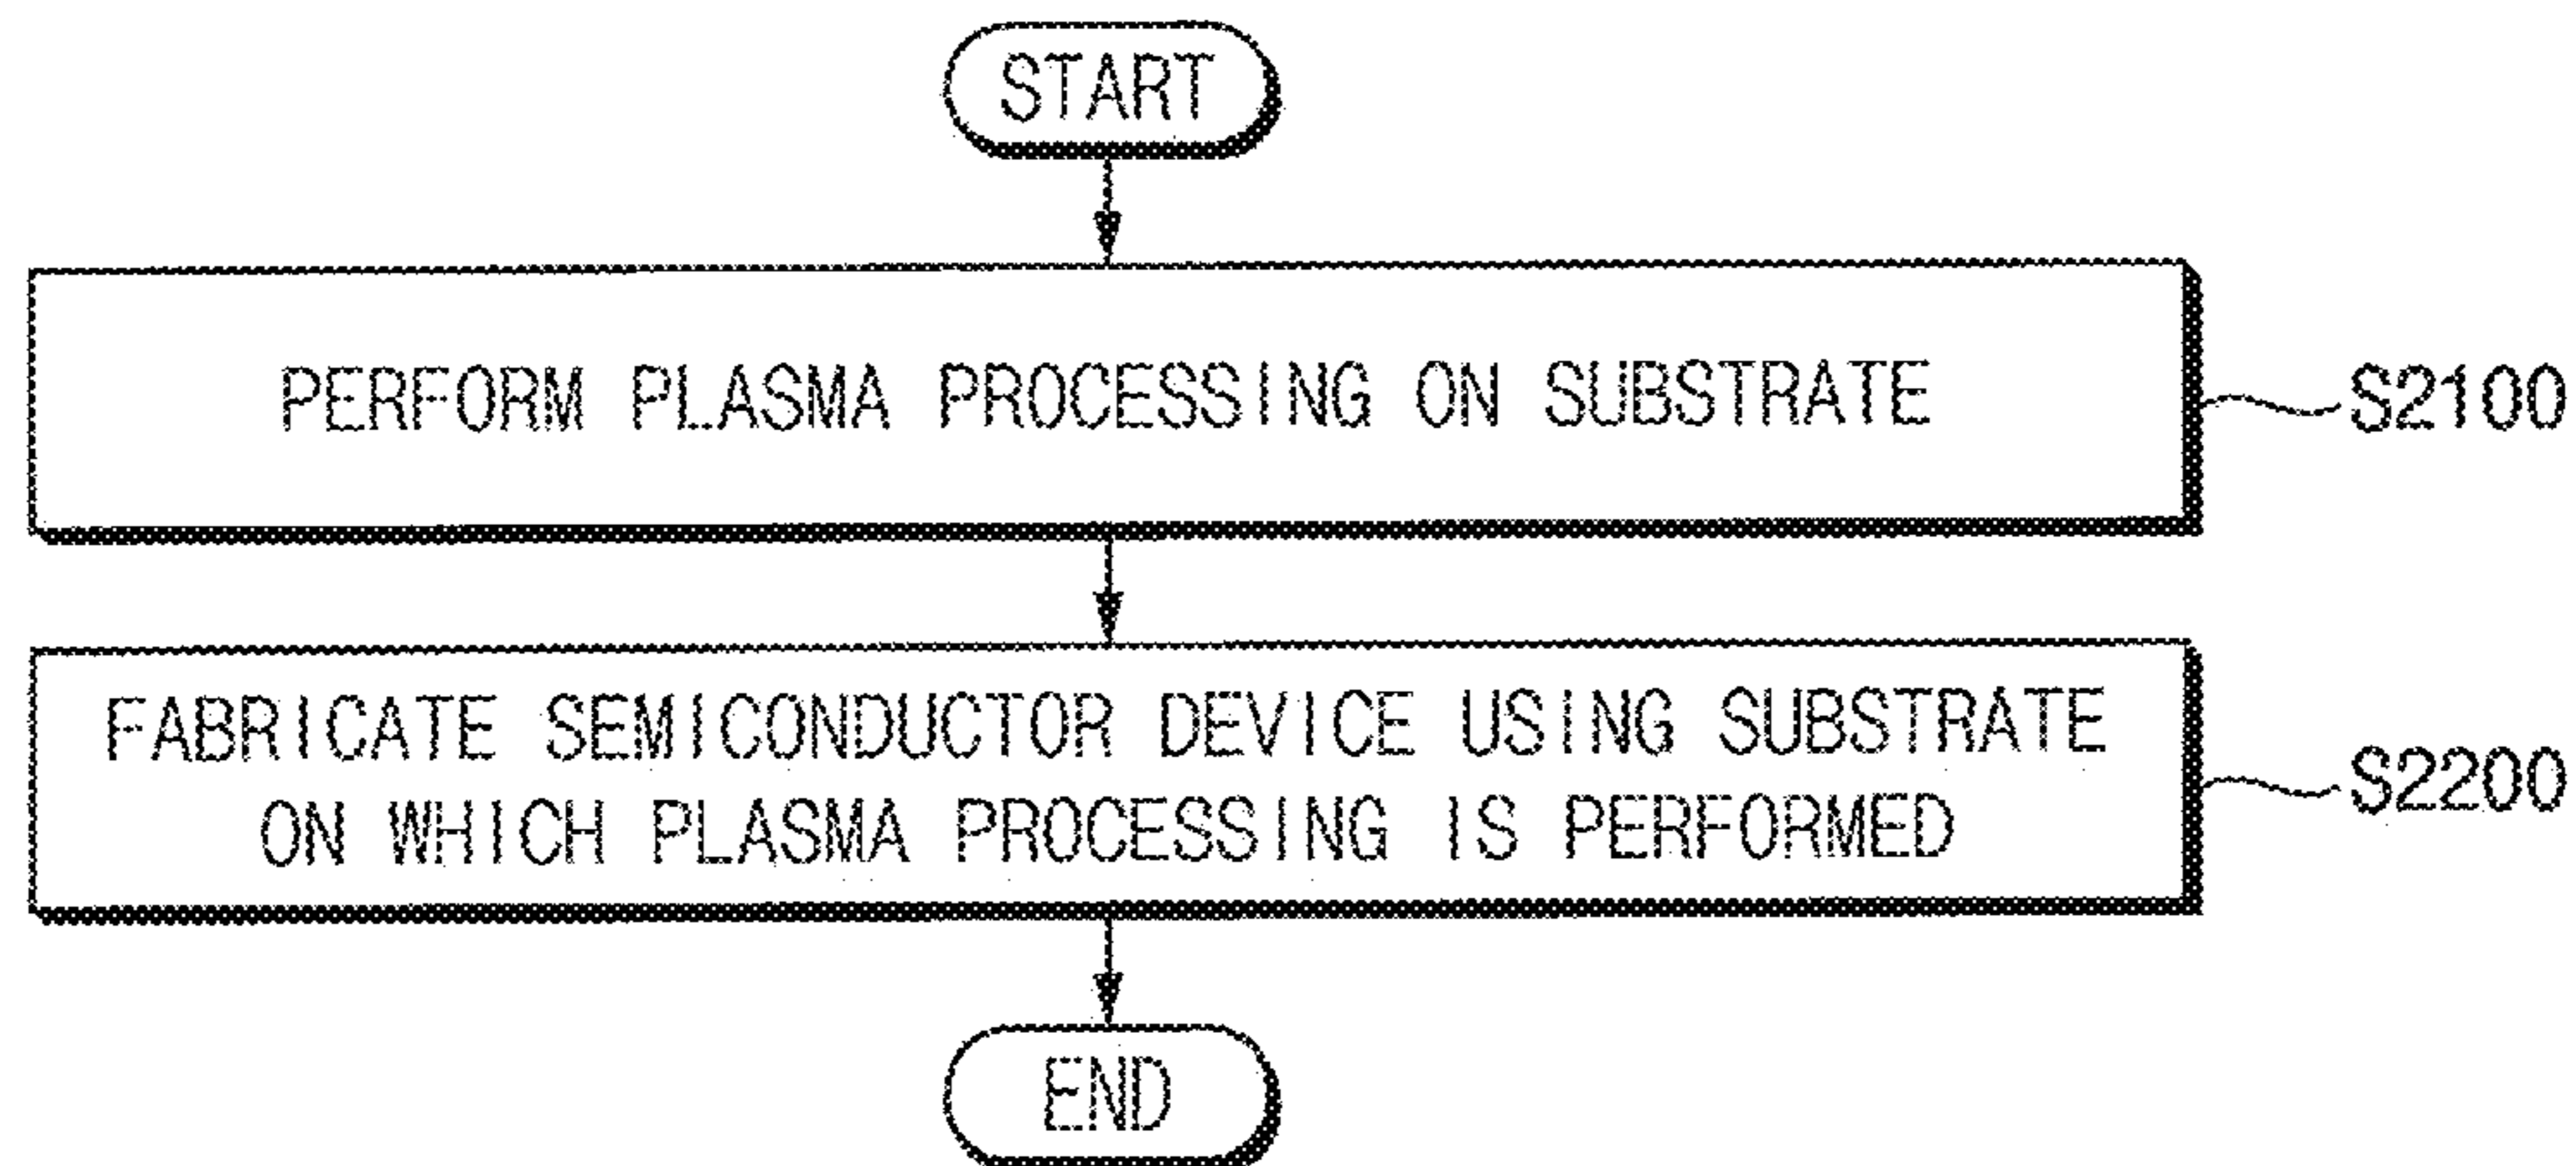 START
PERFORM PLASMA PROCESSING ON SUBSTRATE
S2100
FABRICATE SEMICONDUCTOR DEVICE USING SUBSTRATE
ON WHICH PLASMA PROCESSING IS PERFORMED
S2200
END